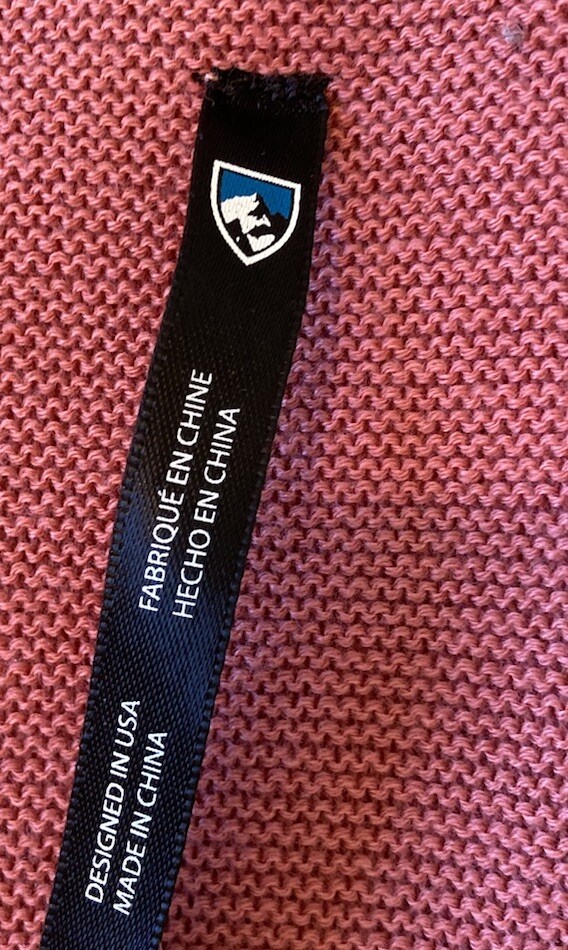 FABRIQUÉ EN CHINE
HECHO EN CHINA
DESIGNED IN USA
MADE IN CHINA